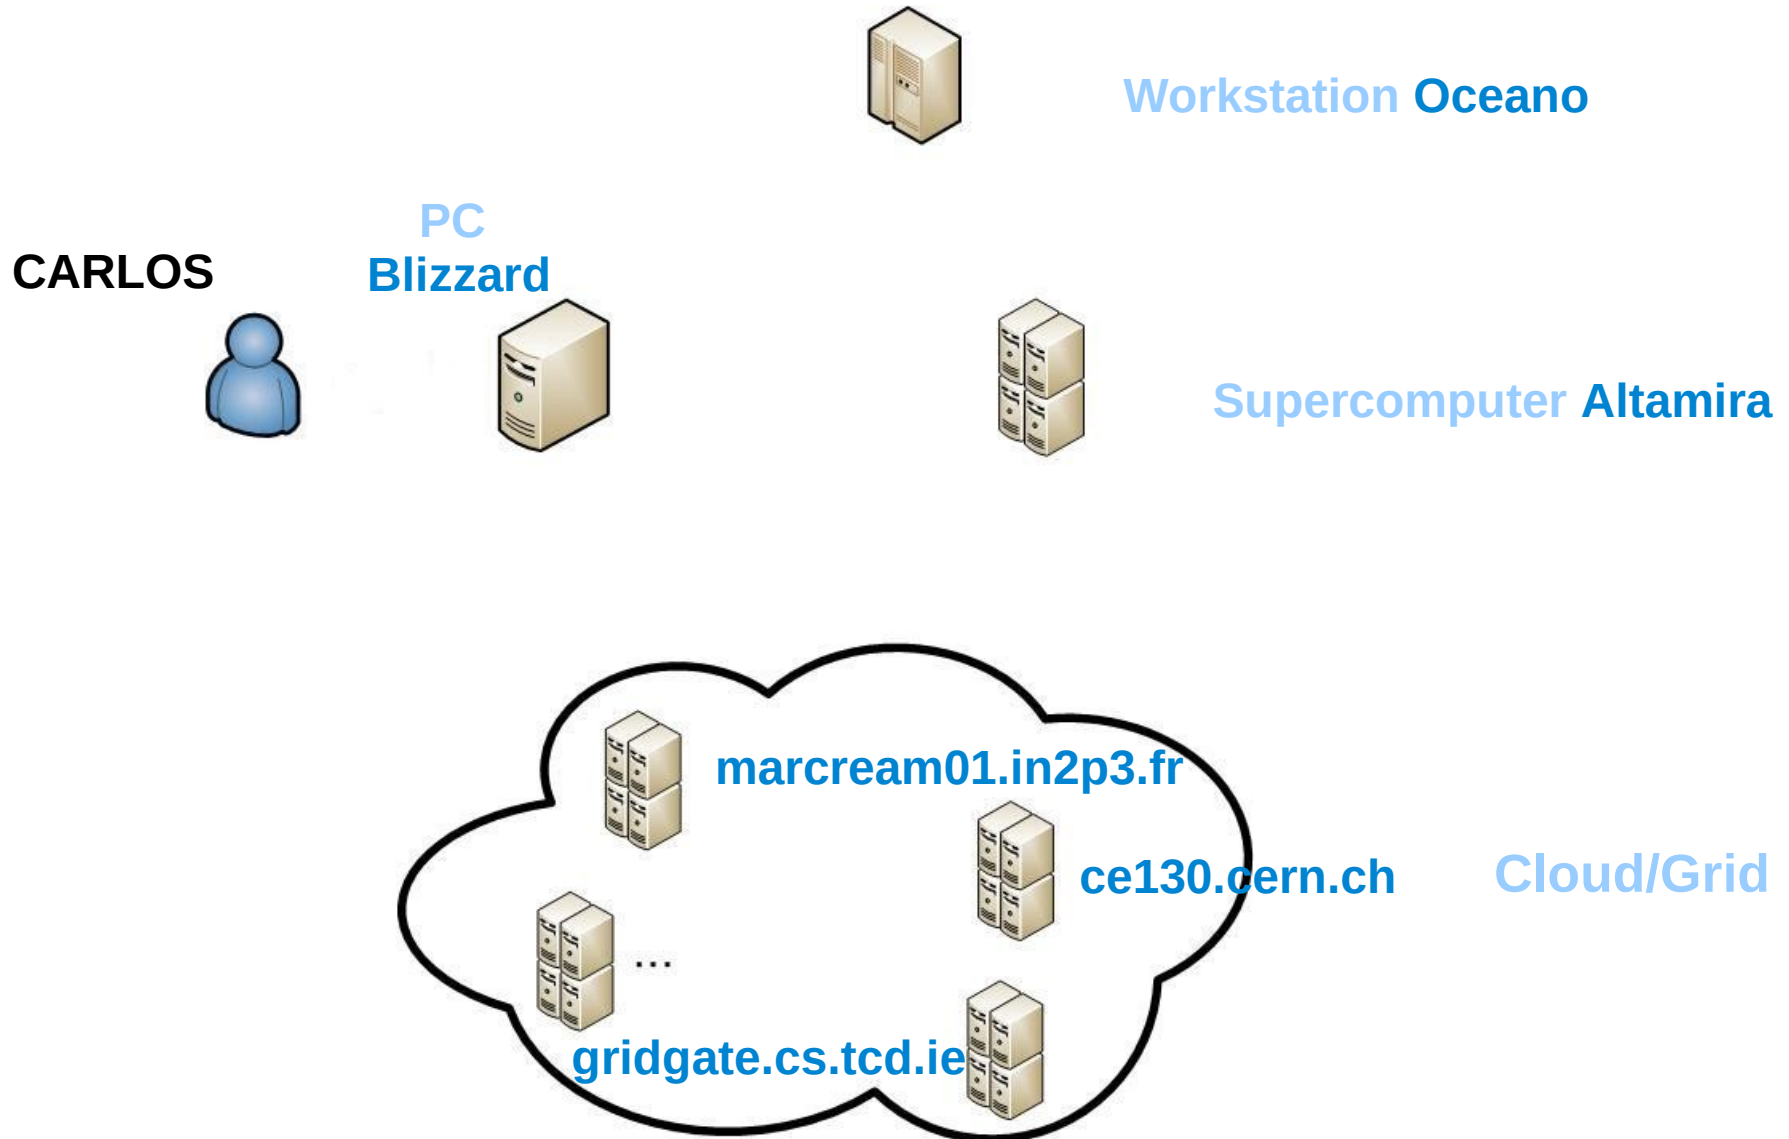 Workstation Oceano
PC
CARLOS
Blizzard
Supercomputer Altamira
marcream01.in2p3.fr
ce130.cern.ch
Cloud/Grid
...
gridgate.cs.tcd.ie